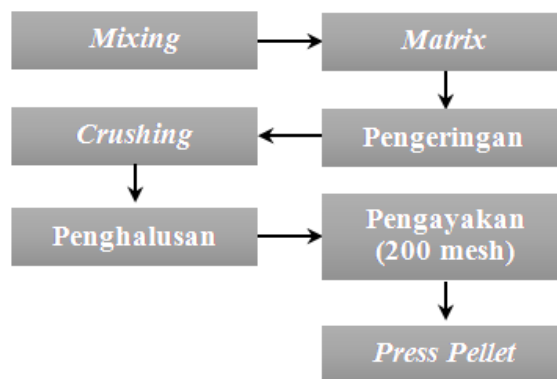 Mixing
Matrix
Pengeringan
Crushing
Penghalusan
Pengayakan
(200 mesh)
Press Pellet